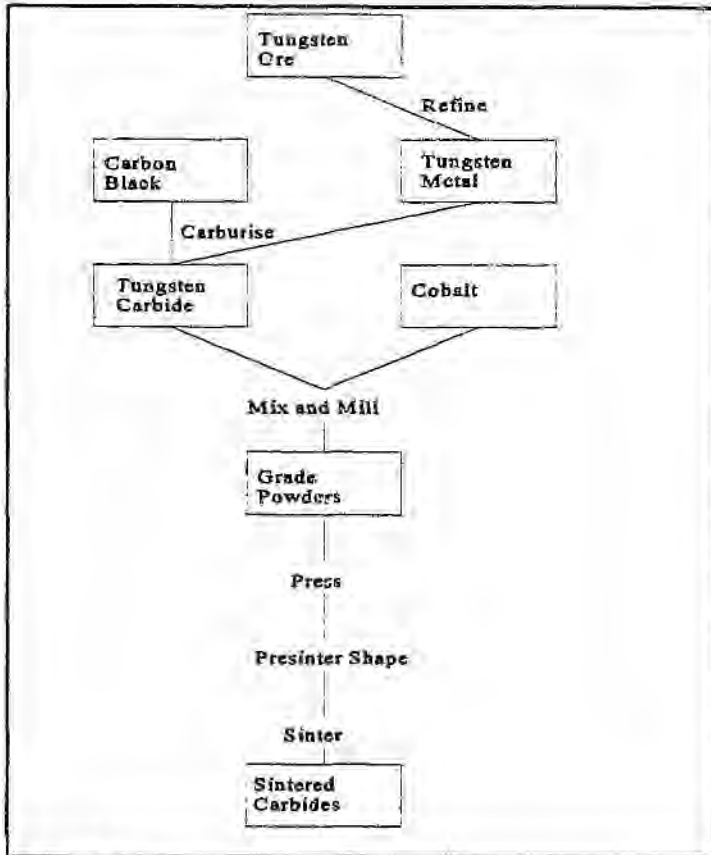 Tungsten
Ore
Refine
Carbon
Black
Tungsten
Metal
Carburise
Tungsten
Carbide
Cobalt
Mix and Mill
Grade
Powders
Press
Presinter Shape
Sinter
Sintered
Carbides